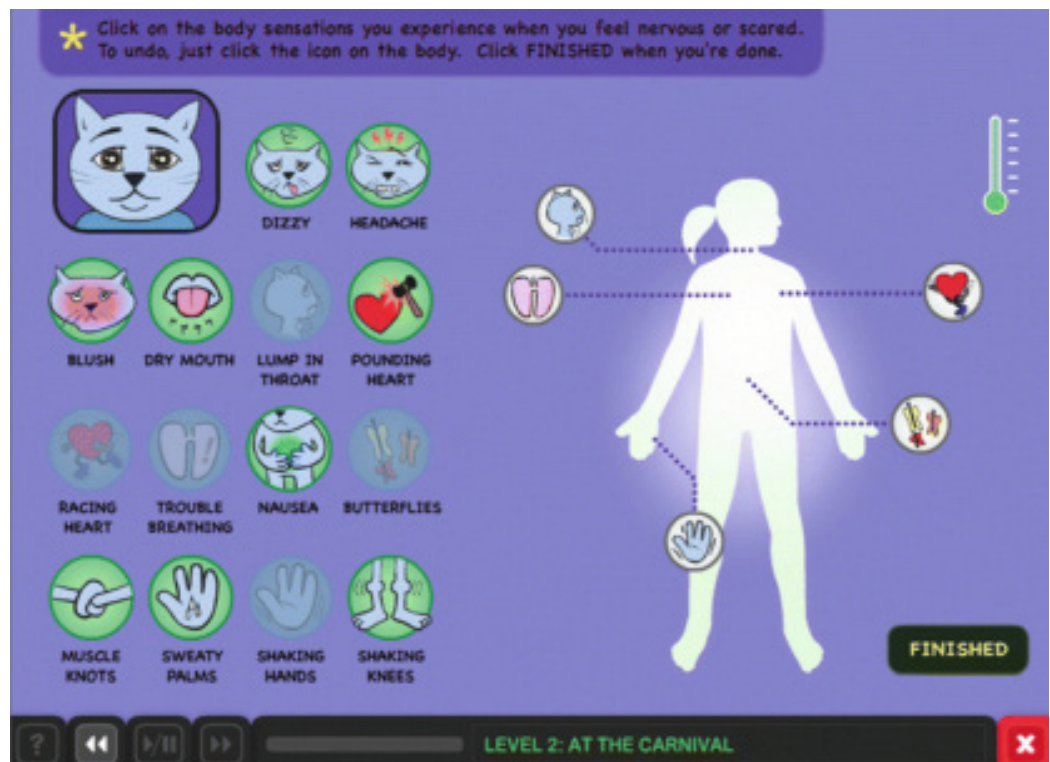 Click on the body sensations you experience when you feel nervous or scared.
To undo, just click the icon on the body. Click FINISHED when you're done.
DIZZY
HEADACHE
BLUSH
DRY MOUTH
LUMP IN
THROAT
POUNDING
HEART
RACING
HEART
TROUBLE
BREATHING
NAUSEA
BUTTERFLIES
MUSCLE
KNOTS
SWEATY
PALMS
SHAKING
HANDS
SHAKING
KNEES
FINISHED
?
LEVEL 2: AT THE CARNIVAL